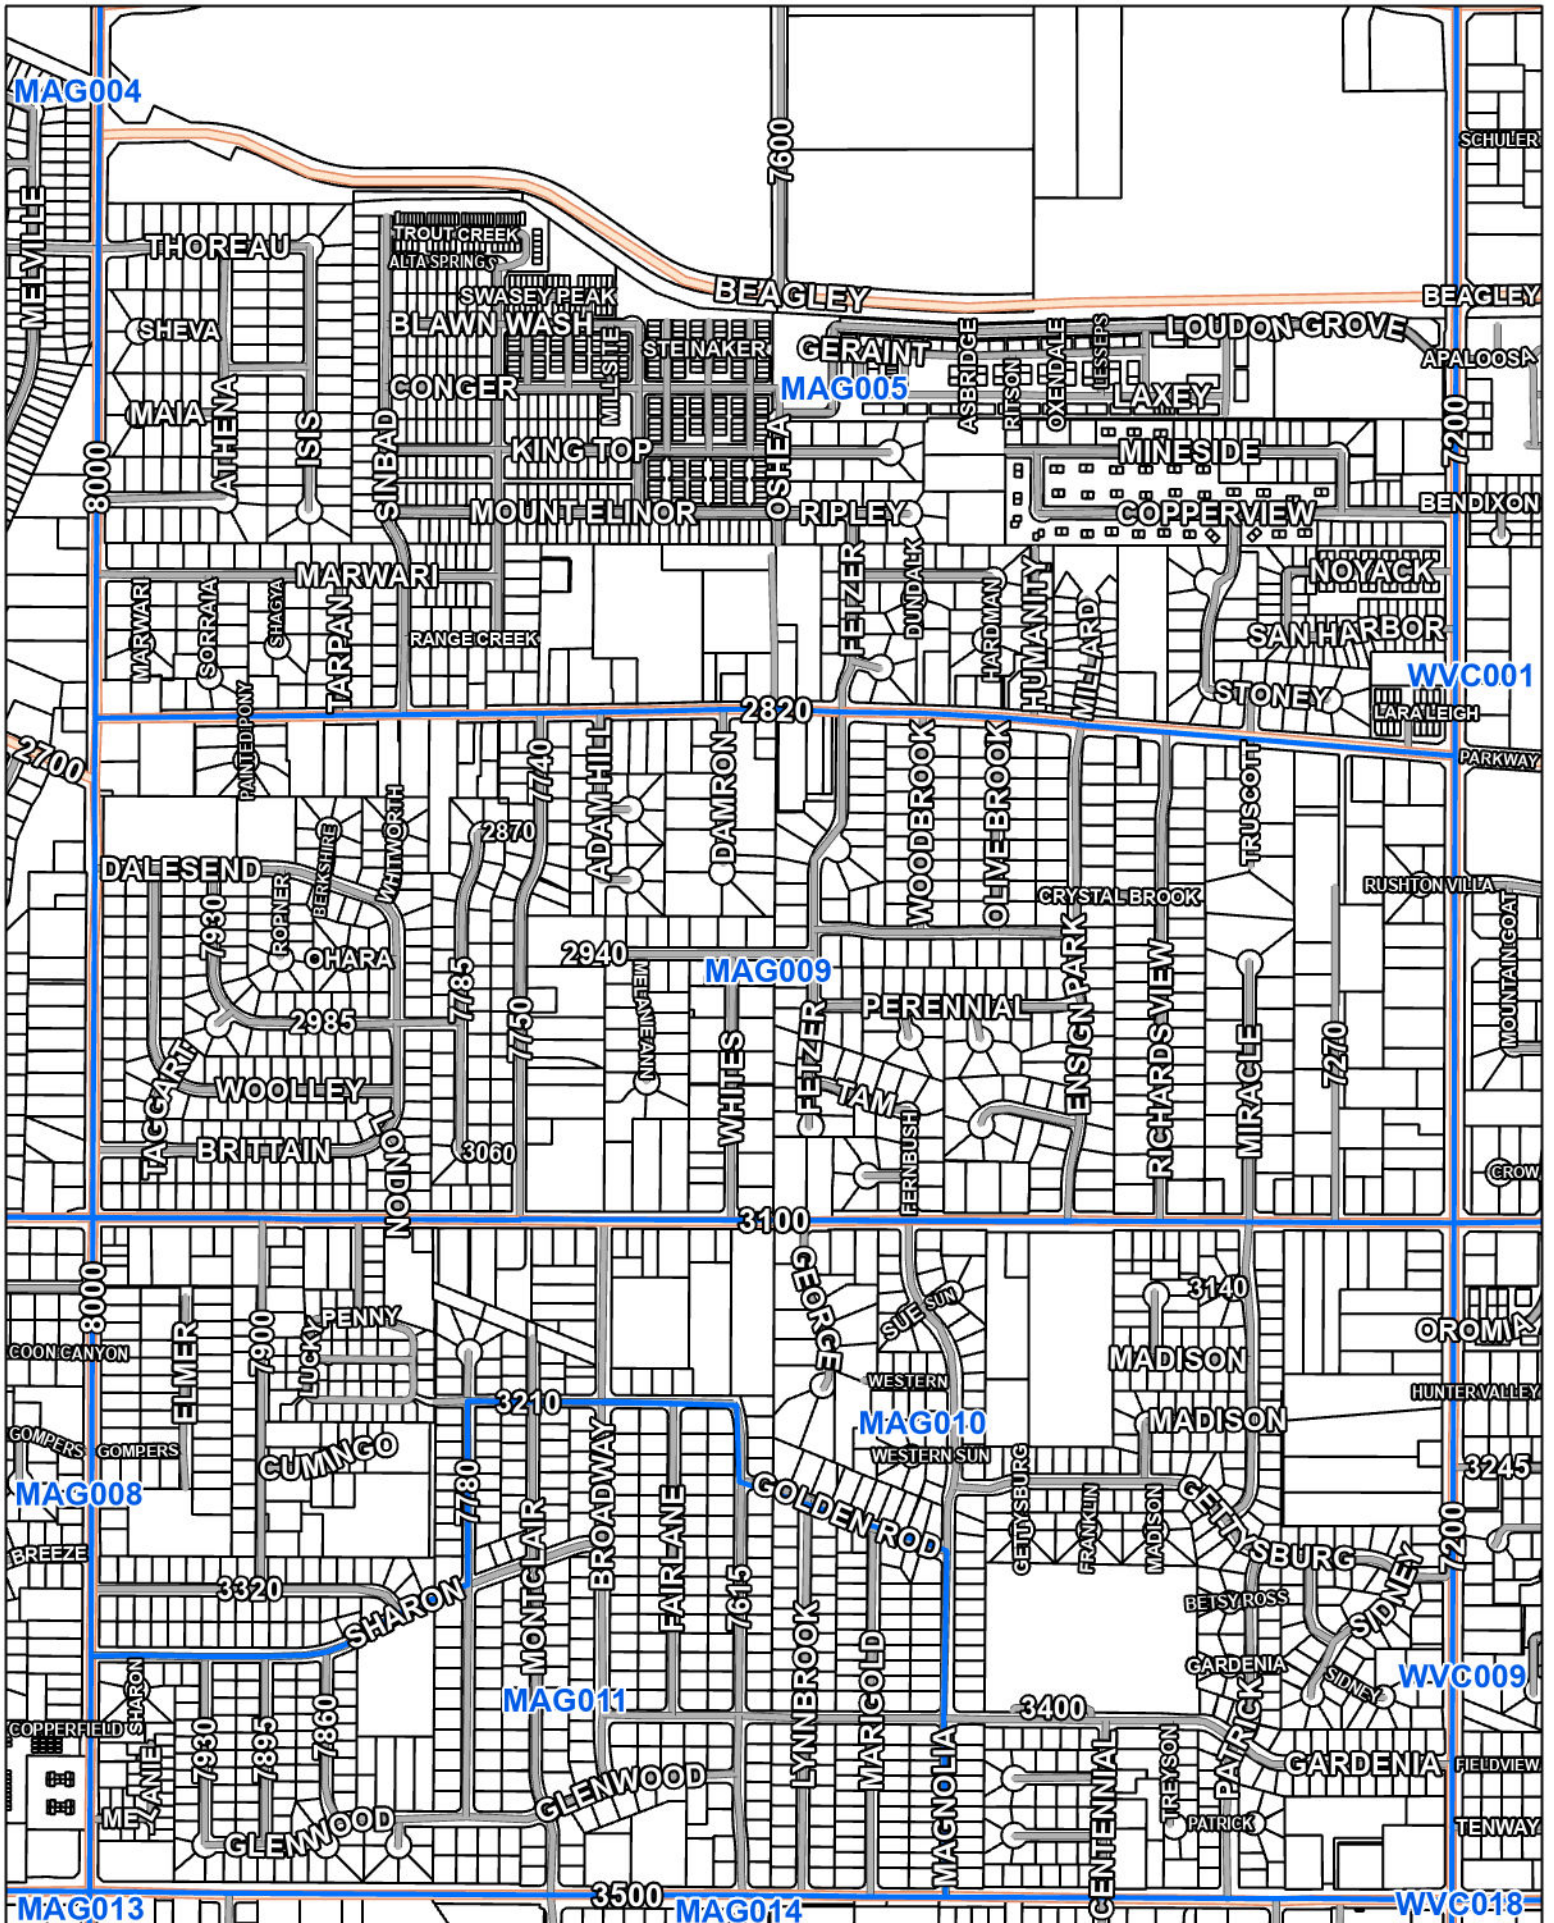 MAG004
SCHULER
7600
MELVILLE
THOREAU
TROUT CREEK
ALTA SPRINGS
SWASEY PEAK
BEAGLEY
BEAGLEY
SHEVA
BLAWN WASH
STEINAKER
GERAINT
LOUDON GROVE
APALOOSA
MILLSITE
ASBRIDGE
RITSON
OXENDALE
LESSEPS
CONGER
MAG005
LAXEY
MAIA
ATHENA
ISIS
SINBAD
KING TOP
OSHEA
MINESIDE
7200
8000
MOUNT ELINOR
RIPLEY
COPPERVIEW
BENDIXON
MARWARI
FETZER
DUNDALK
HARDMAN
HUMANITY
MILLARD
NOYACK
MARWARI
SORRAIA
SHAGYA
TARPAN
RANGE CREEK
SAN HARBOR
WVC001
STONEY
LARALEIGH
2820
PAINTED PONY
2700
PARKWAY
7740
ADAM HILL
DAMRON
WOODBROOK
OLIVE BROOK
TRUSCOTT
BERKSHIRE
WHITWORTH
2870
DALESEND
CRYSTAL BROOK
RUSHTON VILLA
7930
ROPNER
OHARA
2940
MAG009
MELANIE ANN
ENSIGN PARK
RICHARDS VIEW
MOUNTAIN GOAT
7785
7750
PERENNIAL
2985
WHITES
FETZER
MIRACLE
7270
TAGGART
WOOLLEY
TAM
FERNBUSH
LONDON
BRITTAIN
3060
CROW
3100
8000
GEORGE
3140
SUE SUN
PENNY
LUCKY
ELMER
7900
COON CANYON
OROMIA
MADISON
WESTERN
HUNTER VALLEY
3210
MAG010
MADISON
GOMPERS
GOMPERS
CUMINGO
BROADWAY
WESTERN SUN
GETTYSBURG
3245
MAG008
7780
MONTCLAIR
FAIRLANE
GOLDEN ROD
FRANKLIN
MADISON
GETTYSBURG
7200
BREEZE
3320
SHARON
7615
BETSY ROSS
SIDNEY
LYNNBROOK
MARIGOLD
GARDENIA
SIDNEY
WVC009
SHARON
MAG011
3400
COPPERFIELD
7930
7895
7860
MELANIE
GLENWOOD
GLENWOOD
MAGNOLIA
CENTENNIAL
TREYSON
PATRICK
PATRICK
GARDENIA
FIELDVIEW
TENWAY
3500
MAG013
MAG014
WVC018